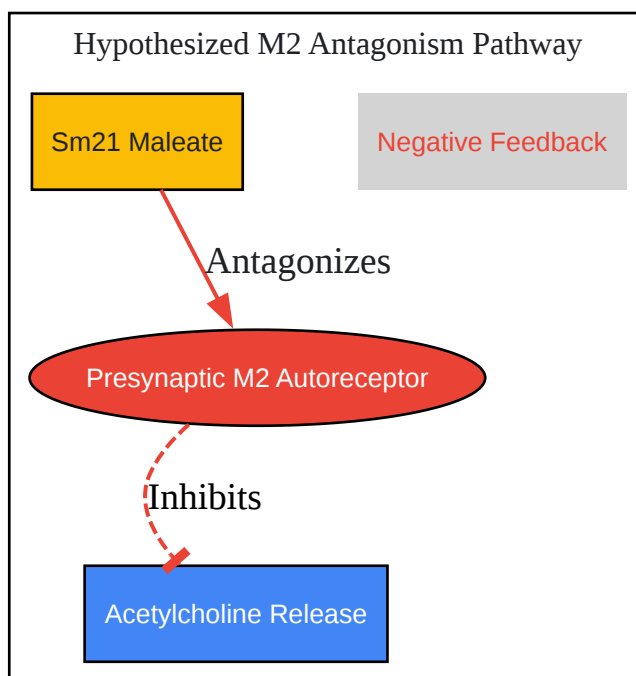 Hypothesized M2 Antagonism Pathway
Sm21 Maleate
Negative Feedback
Antagonizes
Presynaptic M2 Autoreceptor
Inhibits
Acetylcholine Release